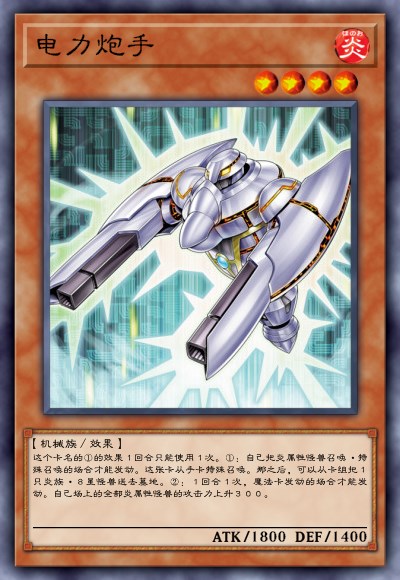 电力炮手
ほのお
炎
【机械族／效果】
这个卡名的①的效果１回合只能使用１次。①：自己把炎属性怪兽召唤・特
殊召唤的场合才能发动。这张卡从手卡特殊召唤。那之后，可以从卡组把１
只炎族・８星怪兽送去墓地。②：１回合１次，魔法卡发动的场合才能发
动。自己场上的全部炎属性怪兽的攻击力上升３００。
ATK/1800 DEF/1400